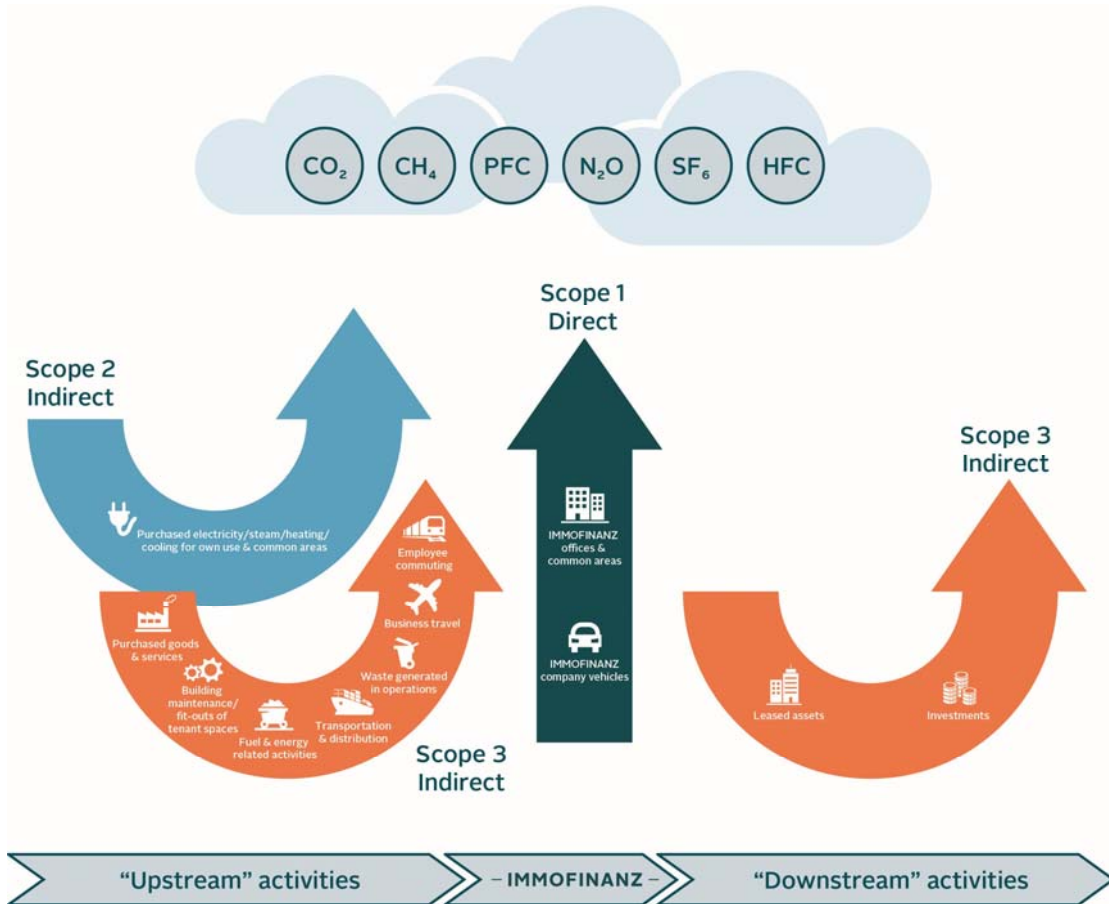 CO₂
CH₄
PFC
N₂O
SF₆
HFC
Scope 1
Direct
Scope 2
Indirect
Purchased electricity/steam/heating/
cooling for own use & common areas
Employee
commuting
Business travel
Waste generated
in operations
Transportation
& distribution
Fuel & energy
related activities
Building
maintenance/
fit-outs of
tenant spaces
Purchased goods
& services
Scope 3
Indirect
IMMOFINANZ
offices &
common areas
IMMOFINANZ
company vehicles
Scope 3
Indirect
Leased assets
Investments
“Upstream” activities
– IMMOFINANZ –
“Downstream” activities